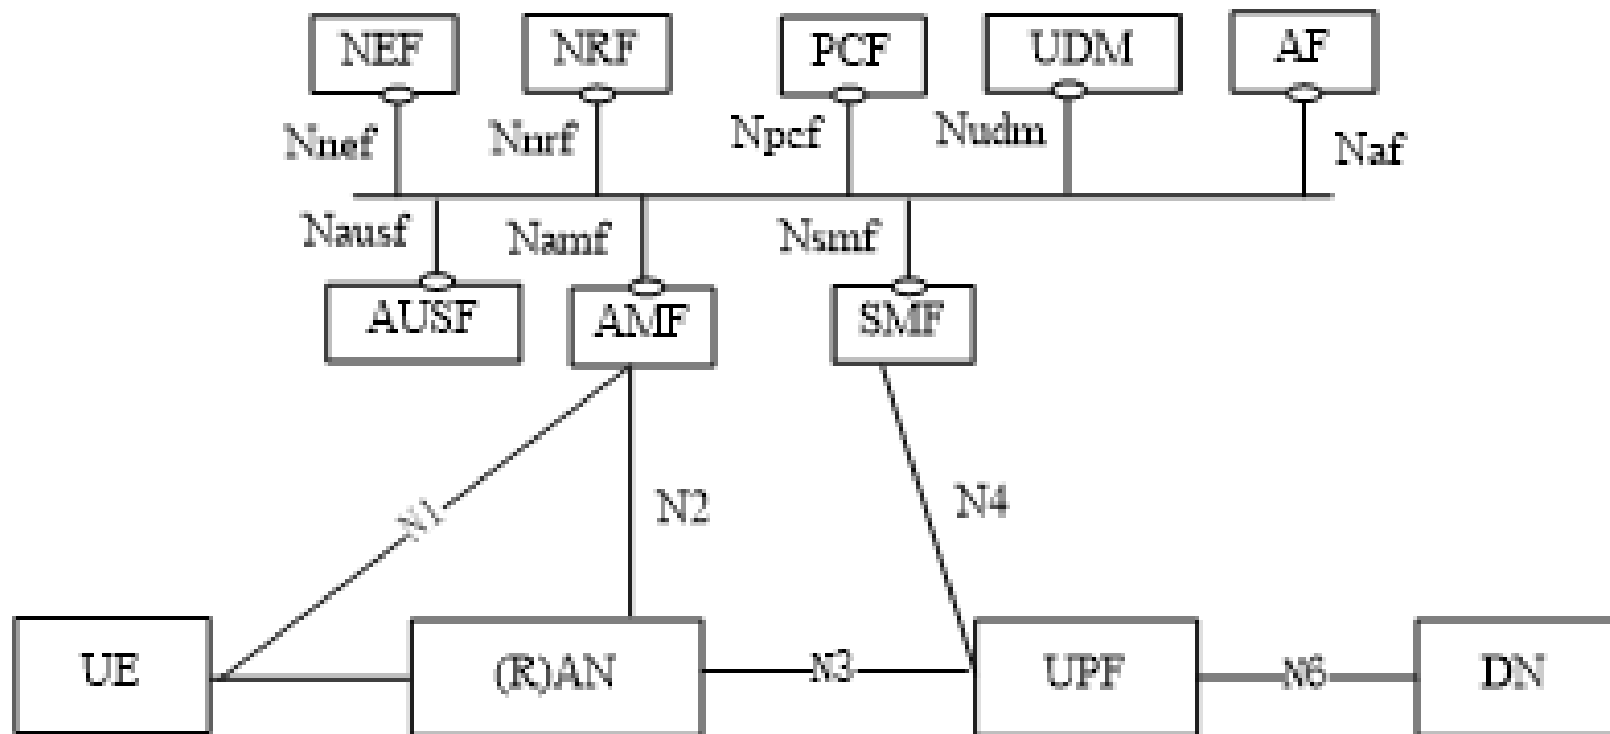 NEF NRF PCF UDM AF
Nnef Nnrf Npcf Nudm Naf
Nausf Namf Nsmf
AUSF AMF SMF
N1 N2 N4
UE (R)AN N3 UPF N6 DN